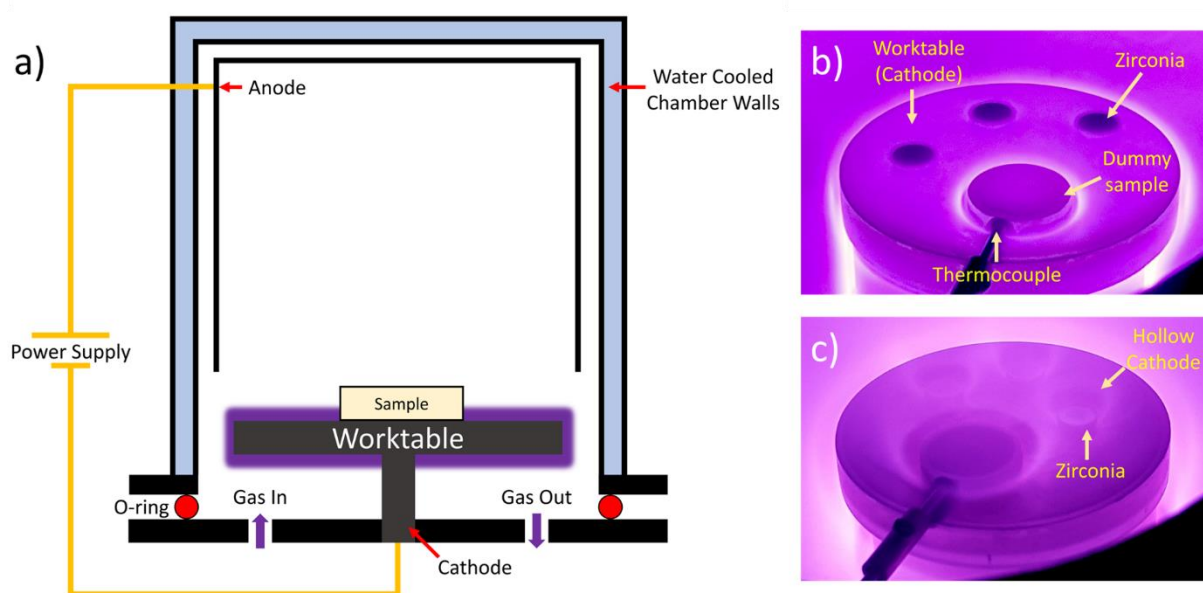 a)
Anode
Water Cooled
Chamber Walls
Power Supply
Sample
Worktable
O-ring
Gas In
Gas Out
Cathode
b)
Worktable
(Cathode)
Zirconia
Dummy
sample
Thermocouple
c)
Hollow
Cathode
Zirconia